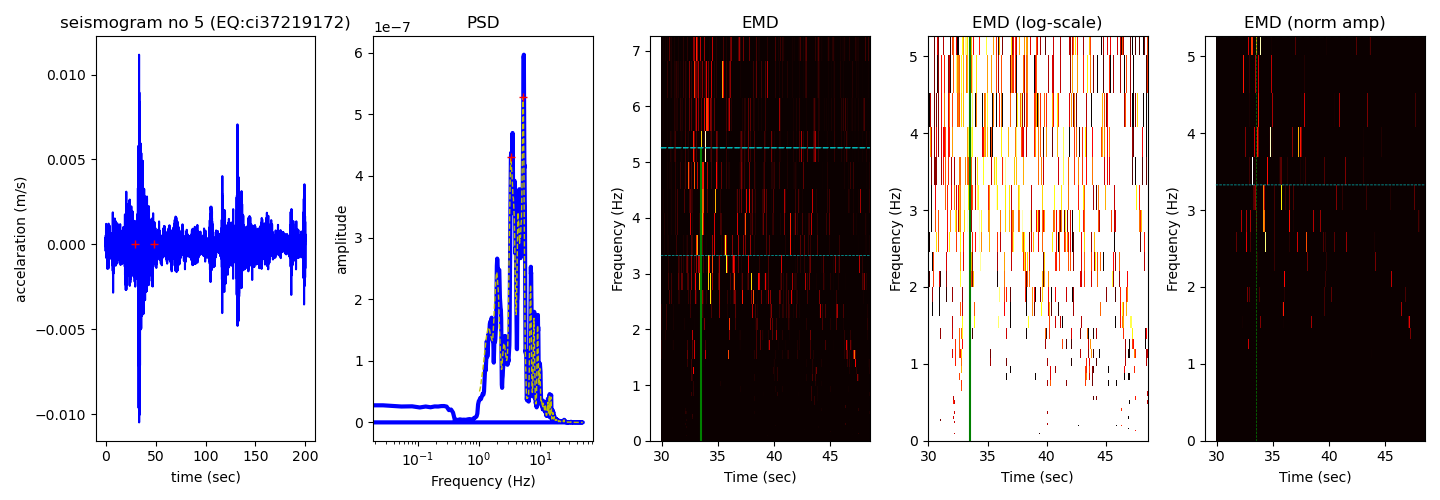 seismogram no 5 (EQ:ci37219172)
accelaration (m/s)
0.010
0.005
0.000
−0.005
−0.010
0 50 100 150 200
time (sec)
PSD
1e−7
amplitude
6
5
4
3
2
1
0
10⁻¹ 10⁰ 10¹
Frequency (Hz)
EMD
Frequency (Hz)
7
6
5
4
3
2
1
0
30 35 40 45
Time (sec)
EMD (log-scale)
Frequency (Hz)
5
4
3
2
1
0
30 35 40 45
Time (sec)
EMD (norm amp)
Frequency (Hz)
5
4
3
2
1
0
30 35 40 45
Time (sec)